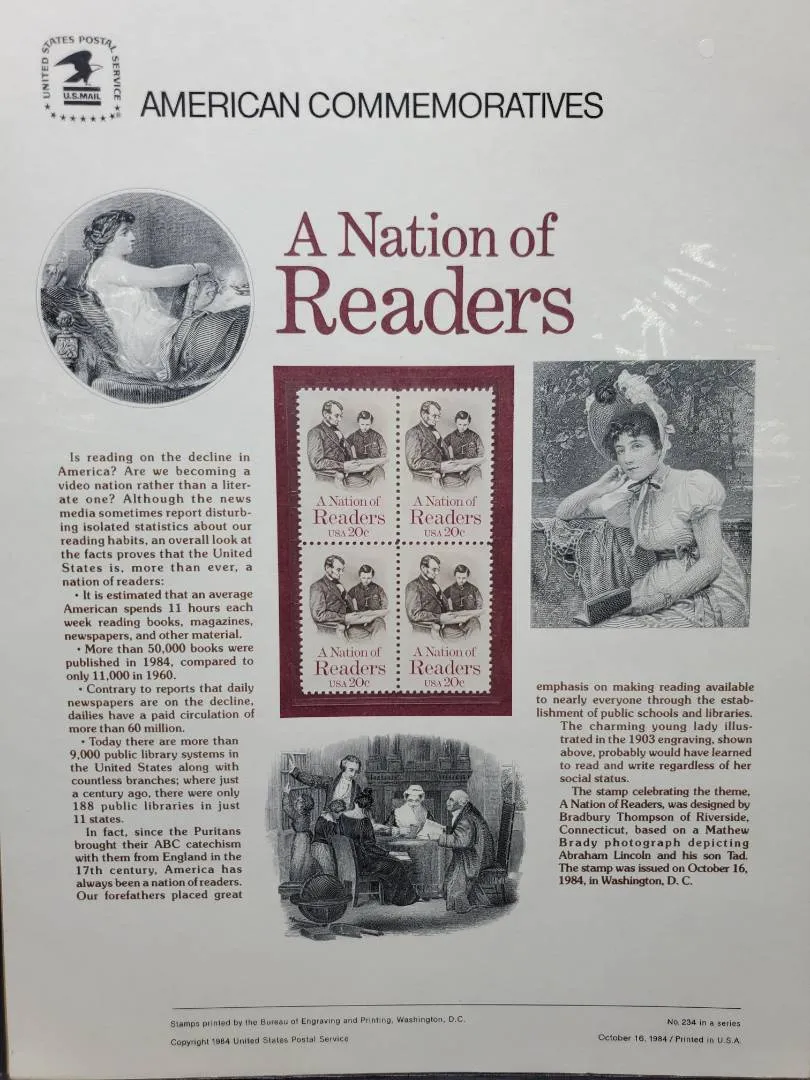 UNITED STATES POSTAL SERVICE
U.S.MAIL
AMERICAN COMMEMORATIVES
A Nation of
Readers
Is reading on the decline in
America? Are we becoming a
video nation rather than a liter-
ate one? Although the news
media sometimes report disturb-
ing isolated statistics about our
reading habits, an overall look at
the facts proves that the United
States is, more than ever, a
nation of readers:
• It is estimated that an average
American spends 11 hours each
week reading books, magazines,
newspapers, and other material.
• More than 50,000 books were
published in 1984, compared to
only 11,000 in 1960.
• Contrary to reports that daily
newspapers are on the decline,
dailies have a paid circulation of
more than 60 million.
• Today there are more than
9,000 public library systems in
the United States along with
countless branches; where just
a century ago, there were only
188 public libraries in just
11 states.
In fact, since the Puritans
brought their ABC catechism
with them from England in the
17th century, America has
always been a nation of readers.
Our forefathers placed great
A Nation of
Readers
USA 20c
A Nation of
Readers
USA 20c
A Nation of
Readers
USA 20c
A Nation of
Readers
USA 20c
emphasis on making reading available
to nearly everyone through the estab-
lishment of public schools and libraries.
The charming young lady illus-
trated in the 1903 engraving, shown
above, probably would have learned
to read and write regardless of her
social status.
The stamp celebrating the theme,
A Nation of Readers, was designed by
Bradbury Thompson of Riverside,
Connecticut, based on a Mathew
Brady photograph depicting
Abraham Lincoln and his son Tad.
The stamp was issued on October 16,
1984, in Washington, D. C.
Stamps printed by the Bureau of Engraving and Printing, Washington, D.C.
Copyright 1984 United States Postal Service
No. 234 in a series
October 16, 1984 / Printed in U.S.A.